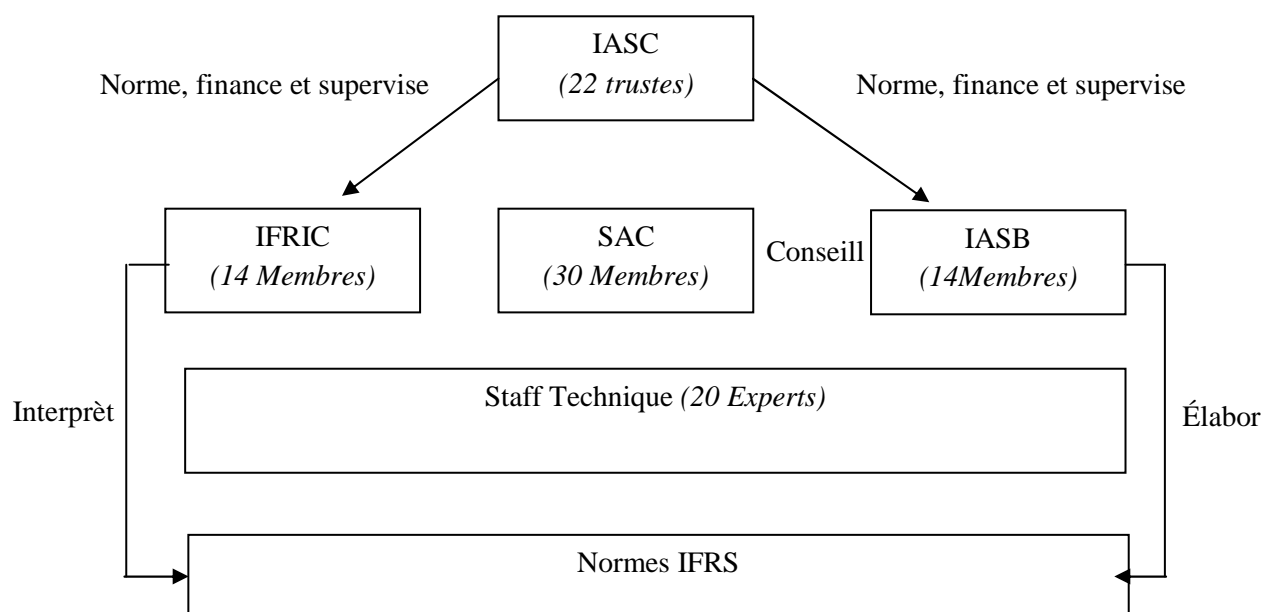 IASC
(22 trustes)
Norme, finance et supervise
Norme, finance et supervise
IFRIC
(14 Membres)
SAC
(30 Membres)
Conseill
IASB
(14Membres)
Staff Technique (20 Experts)
Interprèt
Élabor
Normes IFRS